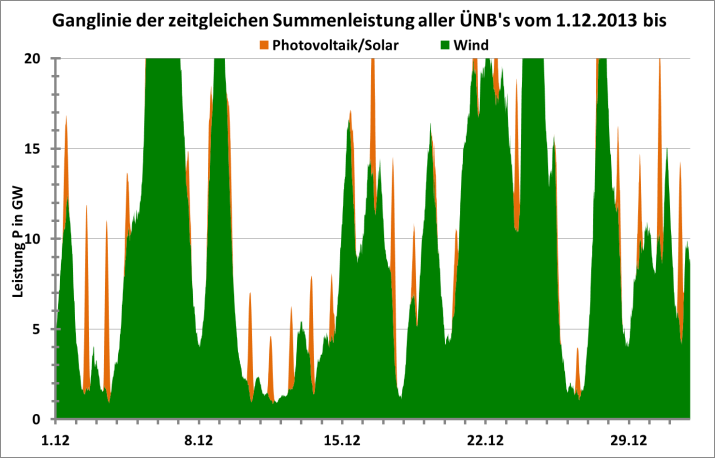 Ganglinie der zeitgleichen Summenleistung aller ÜNB's vom 1.12.2013 bis
Photovoltaik/Solar Wind
Leistung P in GW
20
15
10
5
0
1.12 8.12 15.12 22.12 29.12